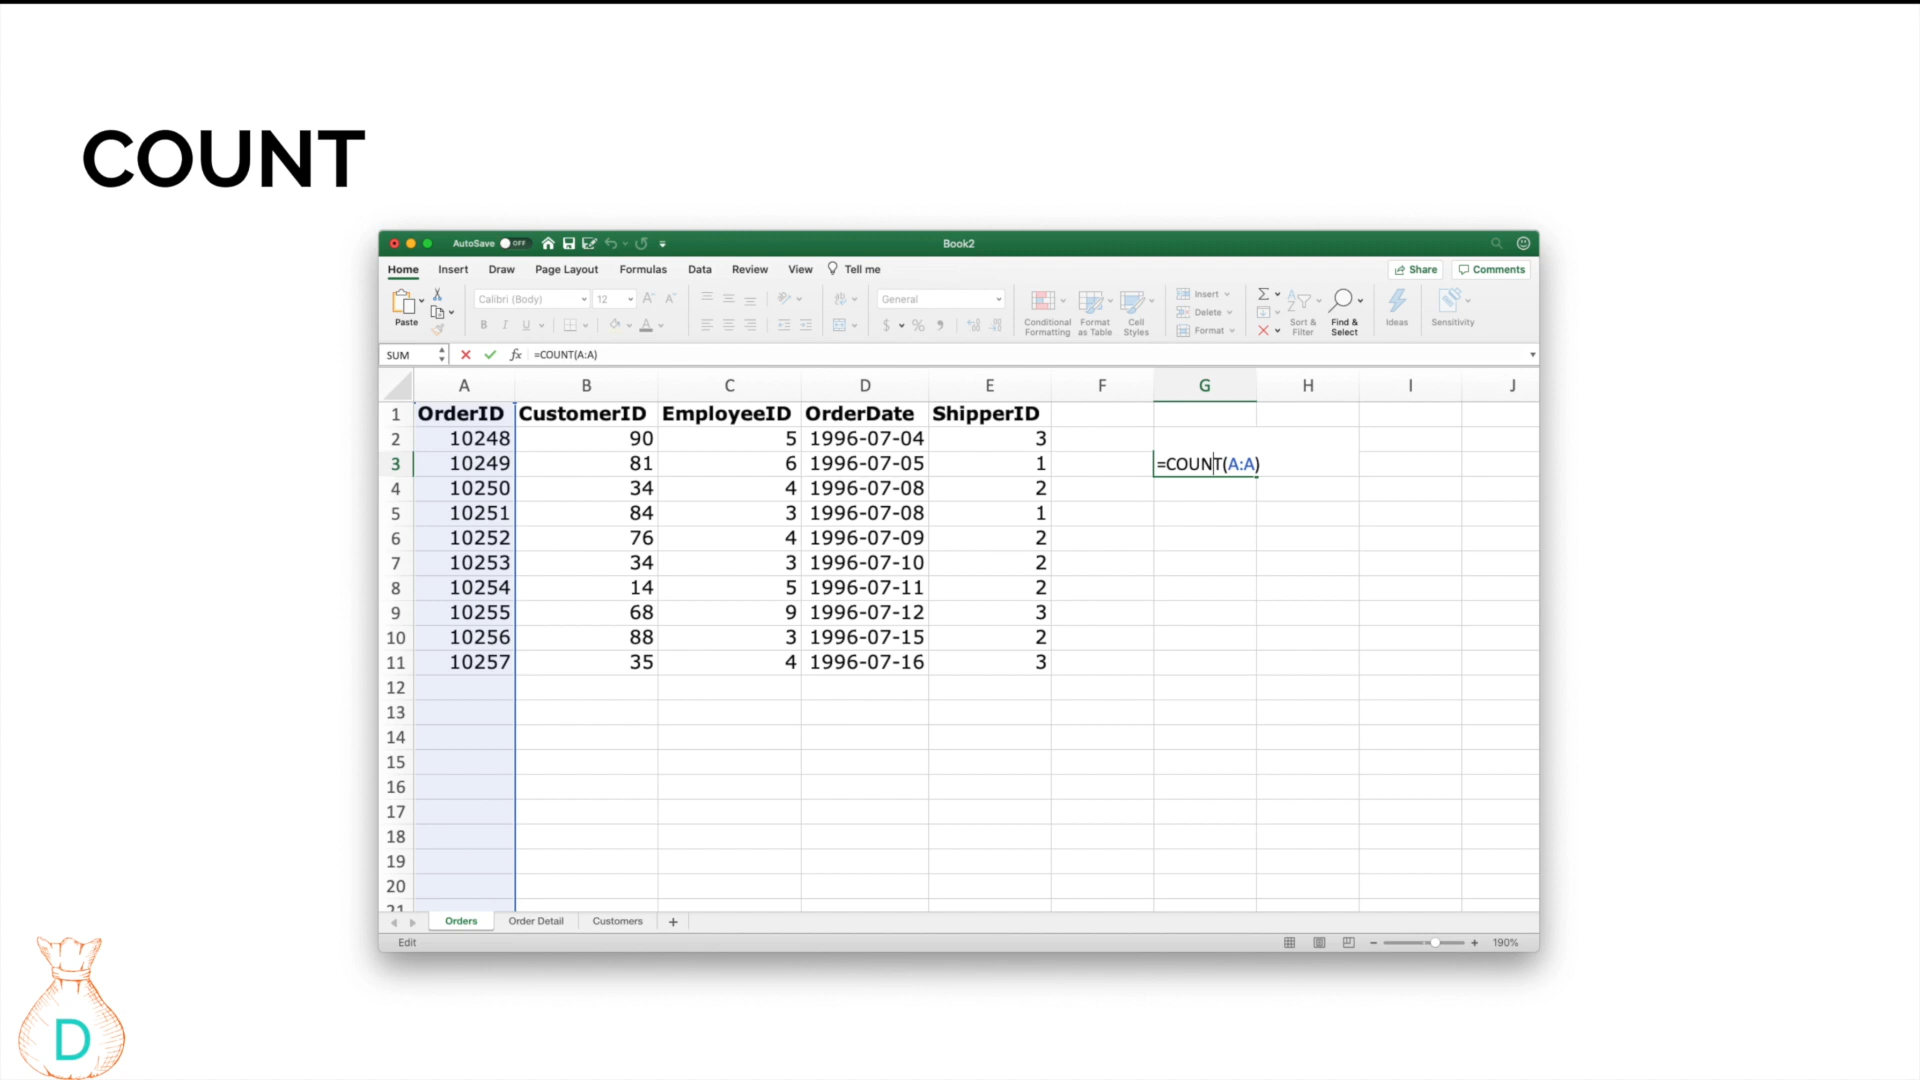 COUNT
AutoSave OFF Book2
Home Insert Draw Page Layout Formulas Data Review View Tell me Share Comments
Paste Calibri (Body) 12 General Conditional Formatting Format as Table Cell Styles Insert Delete Format Sort & Filter Find & Select Ideas Sensitivity
SUM fx =COUNT(A:A)
A B C D E F G H I J
1 OrderID CustomerID EmployeeID OrderDate ShipperID
2 10248 90 5 1996-07-04 3
3 10249 81 6 1996-07-05 1 =COUNT(A:A)
4 10250 34 4 1996-07-08 2
5 10251 84 3 1996-07-08 1
6 10252 76 4 1996-07-09 2
7 10253 34 3 1996-07-10 2
8 10254 14 5 1996-07-11 2
9 10255 68 9 1996-07-12 3
10 10256 88 3 1996-07-15 2
11 10257 35 4 1996-07-16 3
12
13
14
15
16
17
18
19
20
21
Orders Order Detail Customers +
Edit 190%
D